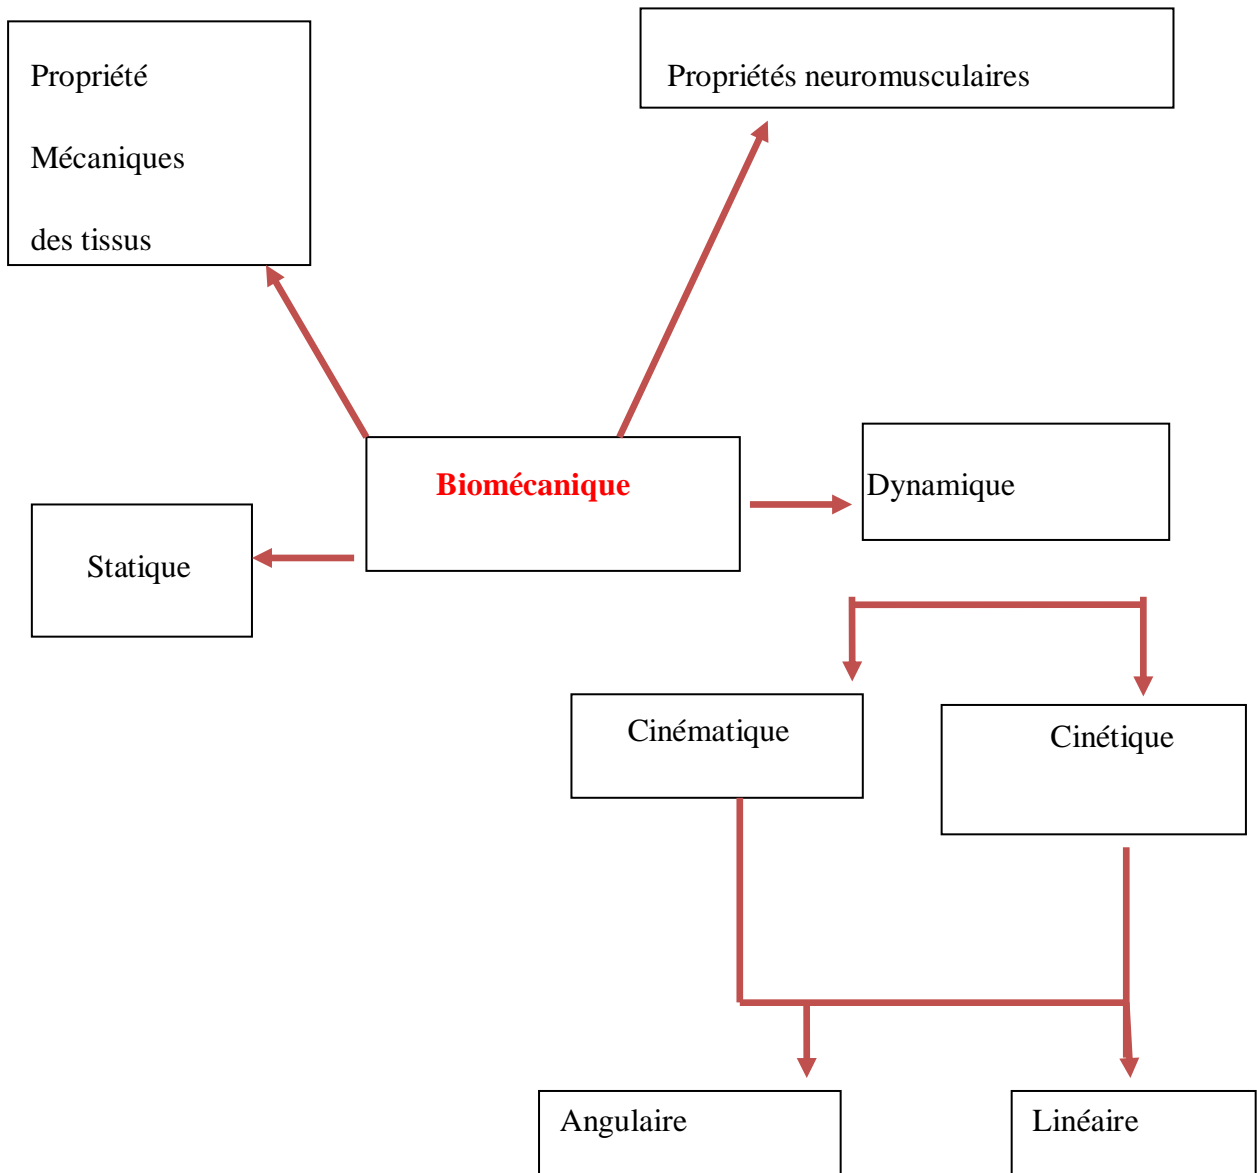 Propriété
Mécaniques
des tissus
Propriétés neuromusculaires
Biomécanique
Dynamique
Statique
Cinématique
Cinétique
Angulaire
Linéaire